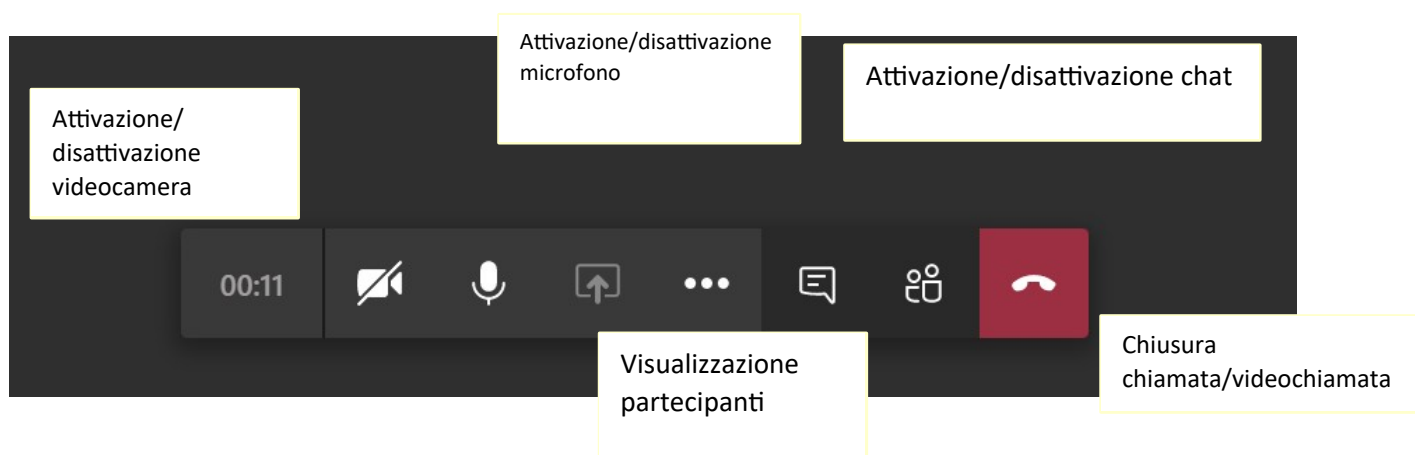 Attivazione/disattivazione
microfono
Attivazione/disattivazione chat
Attivazione/
disattivazione
videocamera
00:11
Visualizzazione
partecipanti
Chiusura
chiamata/videochiamata